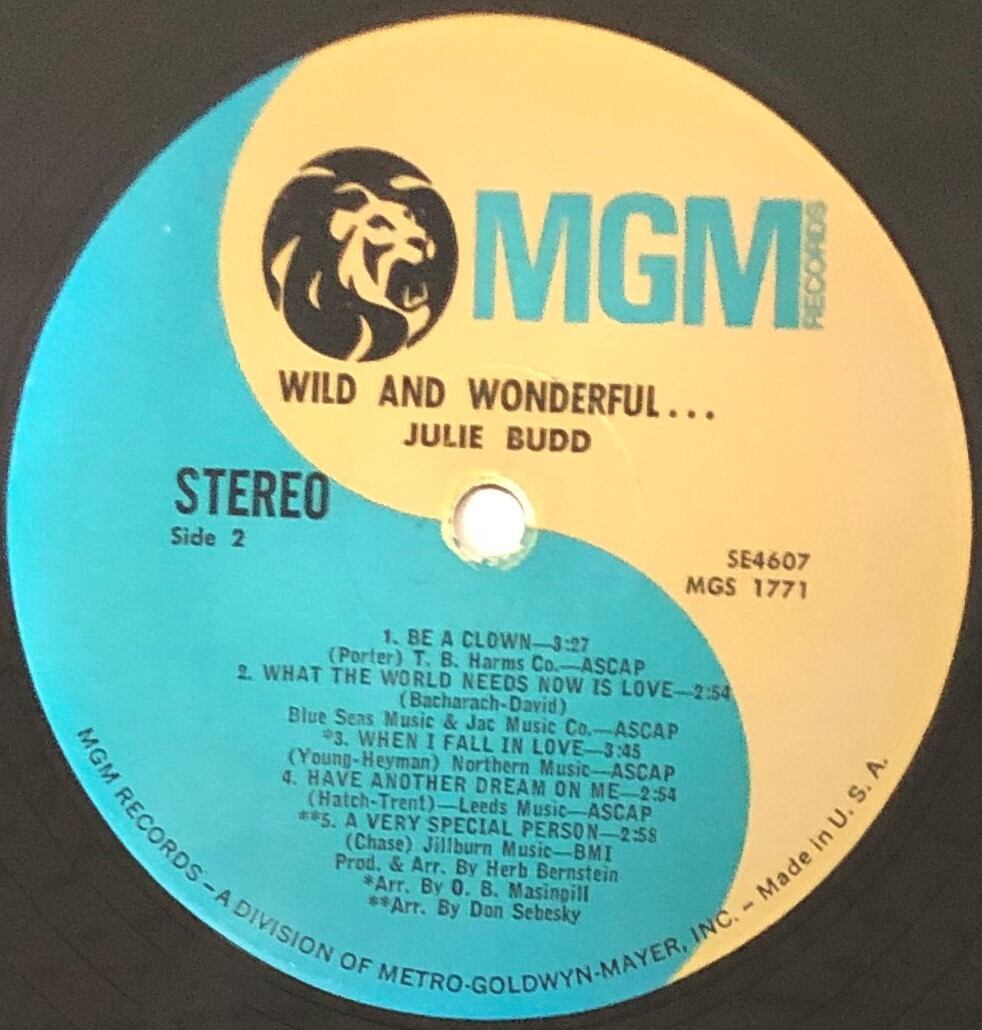 MGM RECORDS
WILD AND WONDERFUL...
JULIE BUDD
STEREO
Side 2
SE4607
MGS 1771
1. BE A CLOWN—3:27
(Porter) T. B. Harms Co.—ASCAP
2. WHAT THE WORLD NEEDS NOW IS LOVE—2:54
(Bacharach-David)
Blue Seas Music & Jac Music Co.—ASCAP
*3. WHEN I FALL IN LOVE—3:45
(Young-Heyman) Northern Music—ASCAP
4. HAVE ANOTHER DREAM ON ME—2:54
(Hatch-Trent)—Leeds Music—ASCAP
**5. A VERY SPECIAL PERSON—2:58
(Chase) Jillburn Music—BMI
Prod. & Arr. By Herb Bernstein
*Arr. By O. B. Masingill
**Arr. By Don Sebesky
MGM RECORDS – A DIVISION OF METRO-GOLDWYN-MAYER, INC. – Made in U. S. A.